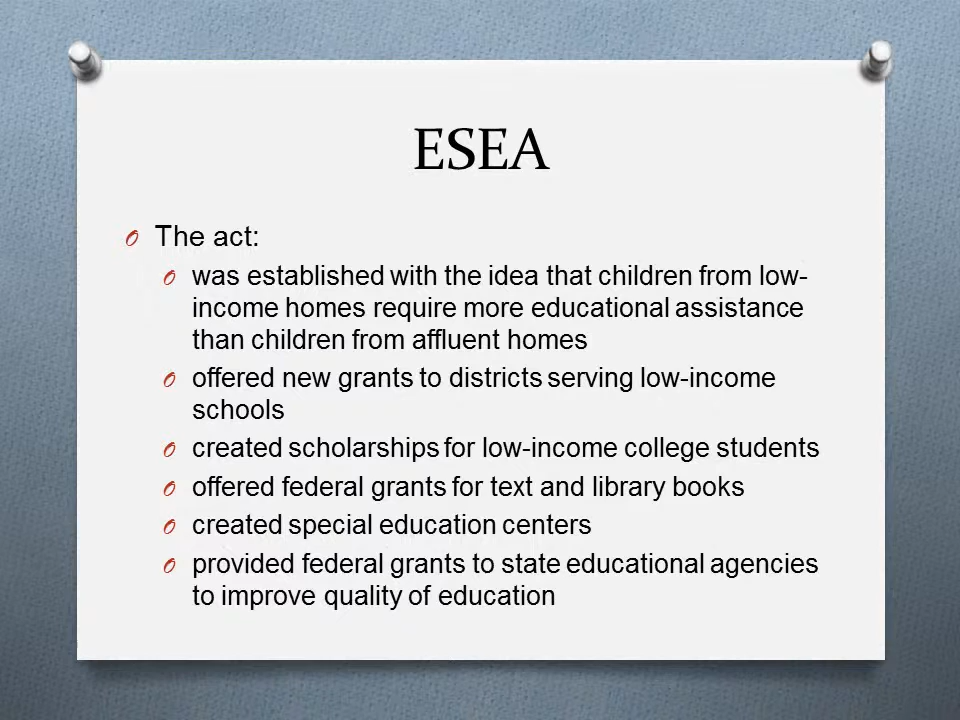 ESEA
The act:
was established with the idea that children from low-
income homes require more educational assistance
than children from affluent homes
offered new grants to districts serving low-income
schools
created scholarships for low-income college students
offered federal grants for text and library books
created special education centers
provided federal grants to state educational agencies
to improve quality of education